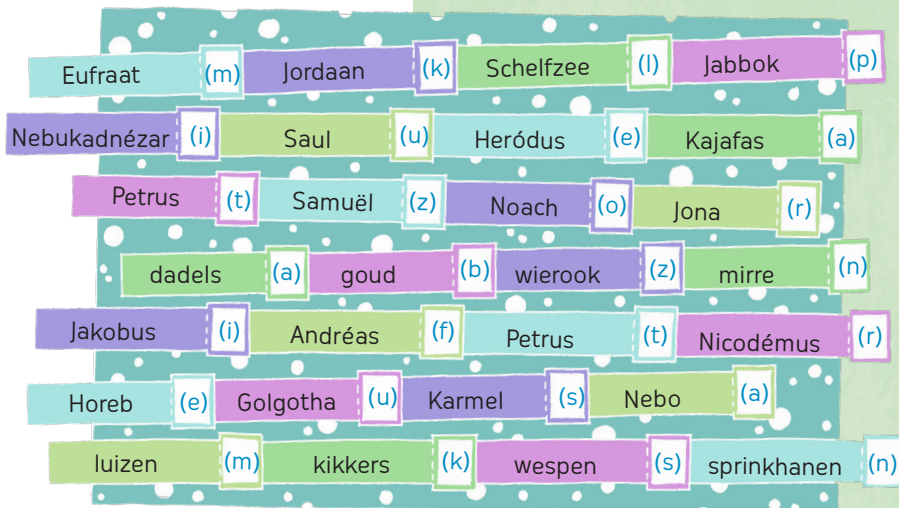 Eufraat (m) Jordaan (k) Schelfzee (l) Jabbok (p)
Nebukadnézar (i) Saul (u) Heródus (e) Kajafas (a)
Petrus (t) Samuël (z) Noach (o) Jona (r)
dadels (a) goud (b) wierook (z) mirre (n)
Jakobus (i) Andréas (f) Petrus (t) Nicodémus (r)
Horeb (e) Golgotha (u) Karmel (s) Nebo (a)
luizen (m) kikkers (k) wespen (s) sprinkhanen (n)